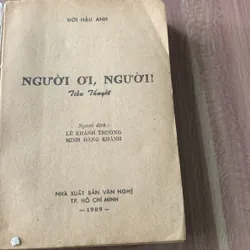 ĐỚI HẬU ANH
NGƯỜI ƠI, NGƯỜI!
Tiểu Thuyết
Người dịch :
LÊ KHÁNH TRƯỜNG
MINH ĐĂNG KHÁNH
NHÀ XUẤT BẢN VĂN NGHỆ
TP. HỒ CHÍ MINH
— 1989 —